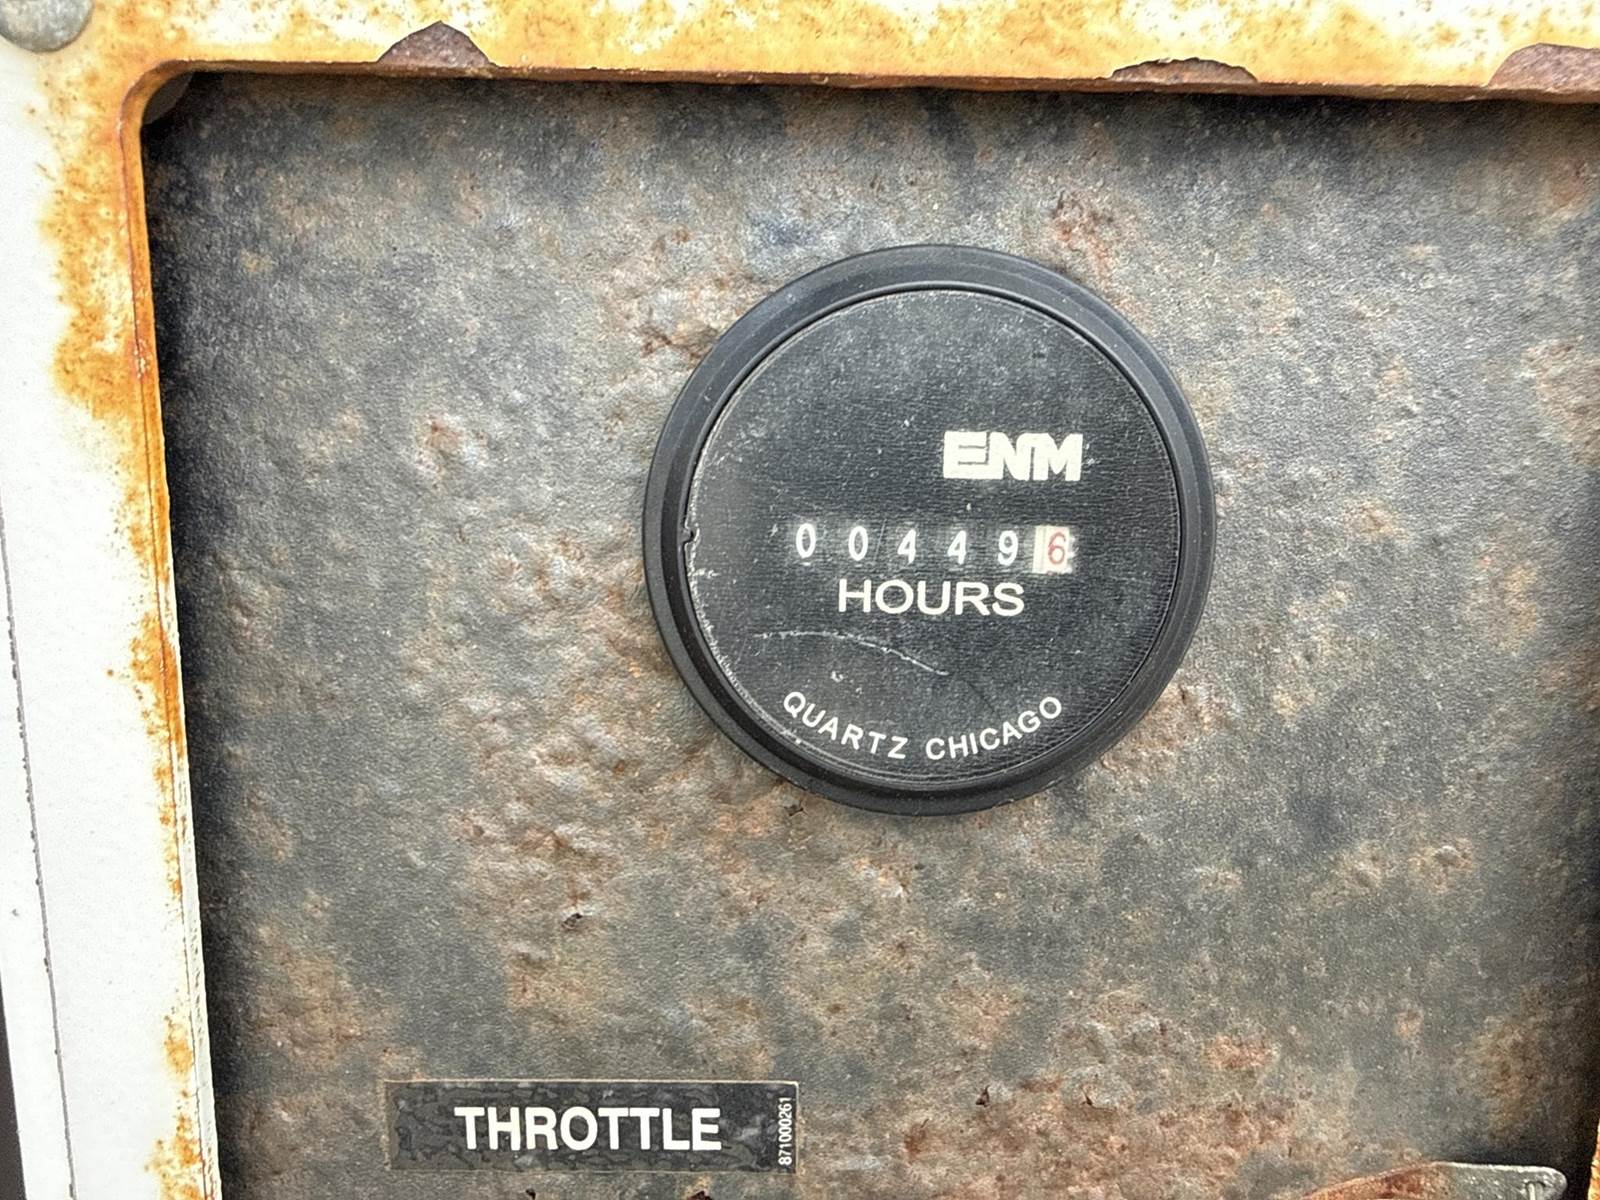 ENM
004496
HOURS
QUARTZ CHICAGO
THROTTLE
871000261